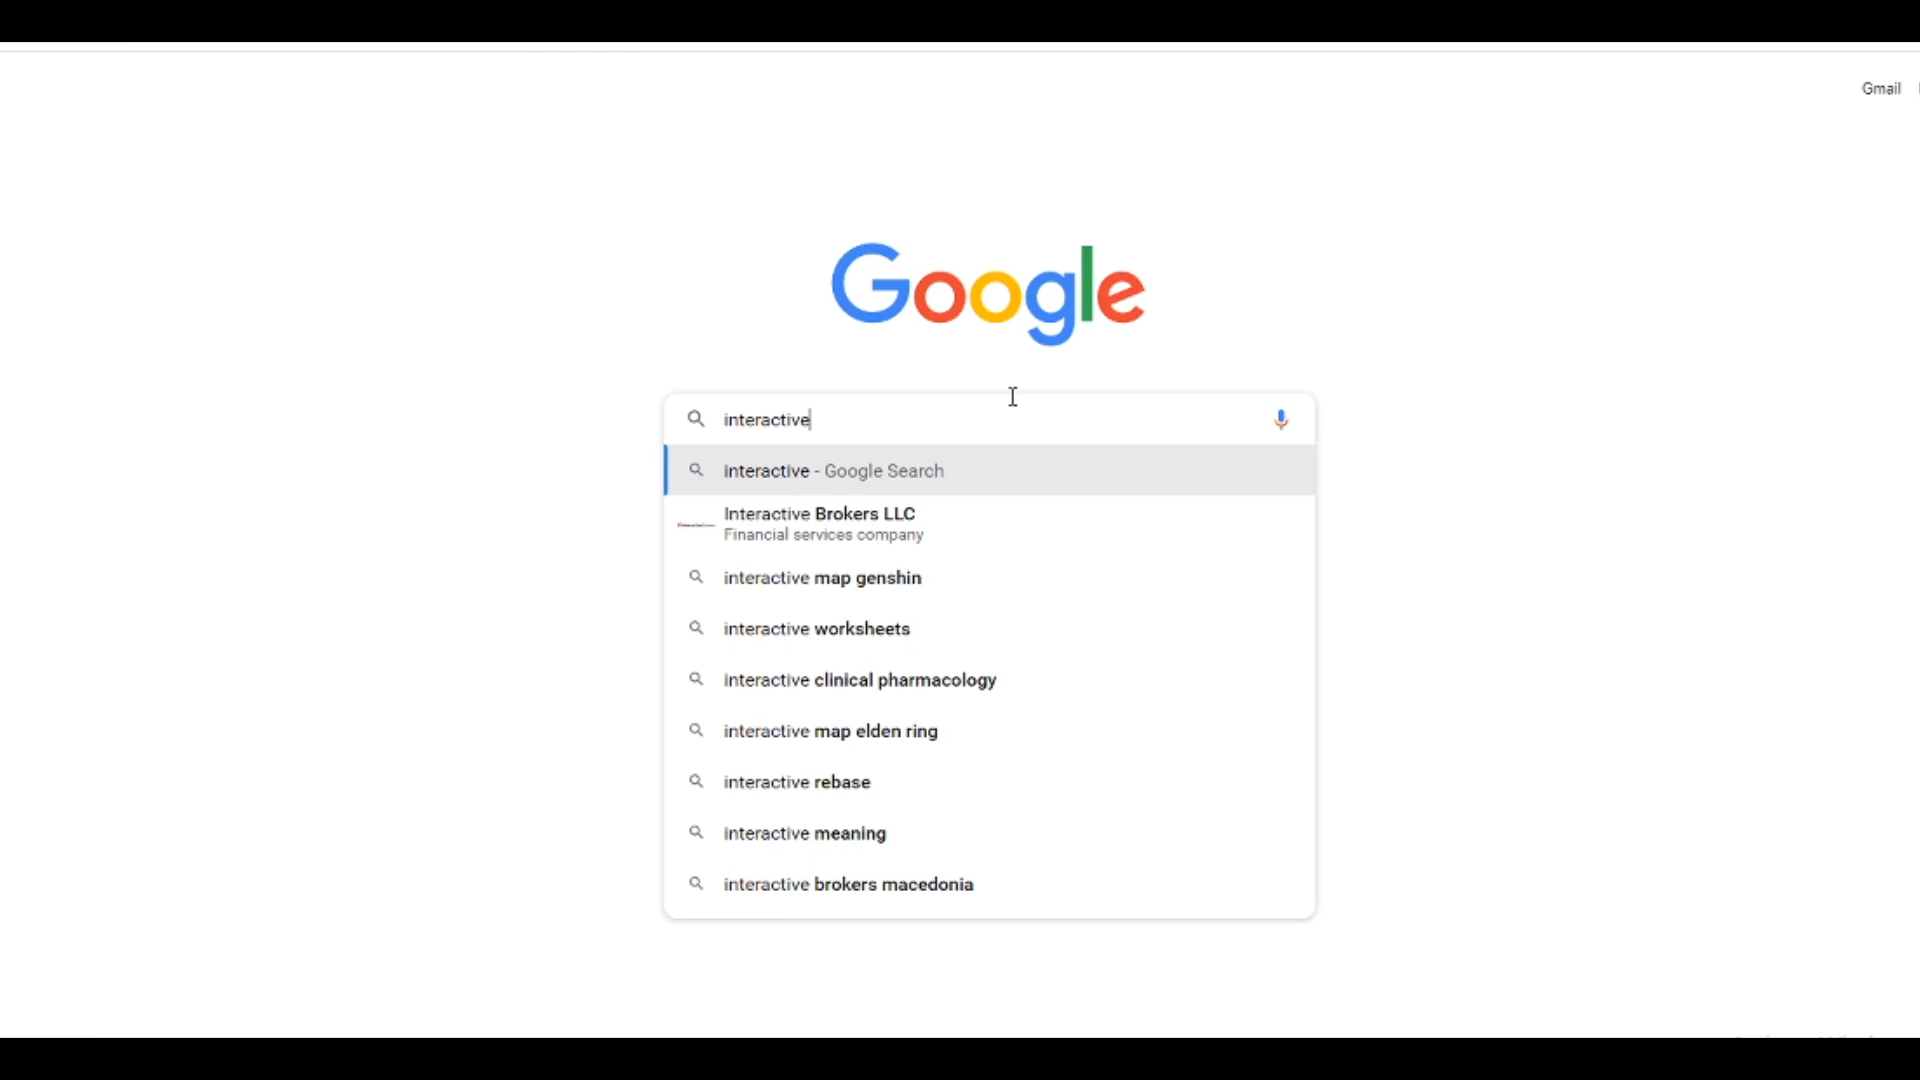 Gmail
Google
interactive
interactive - Google Search
Interactive Brokers LLC
Financial services company
interactive map genshin
interactive worksheets
interactive clinical pharmacology
interactive map elden ring
interactive rebase
interactive meaning
interactive brokers macedonia